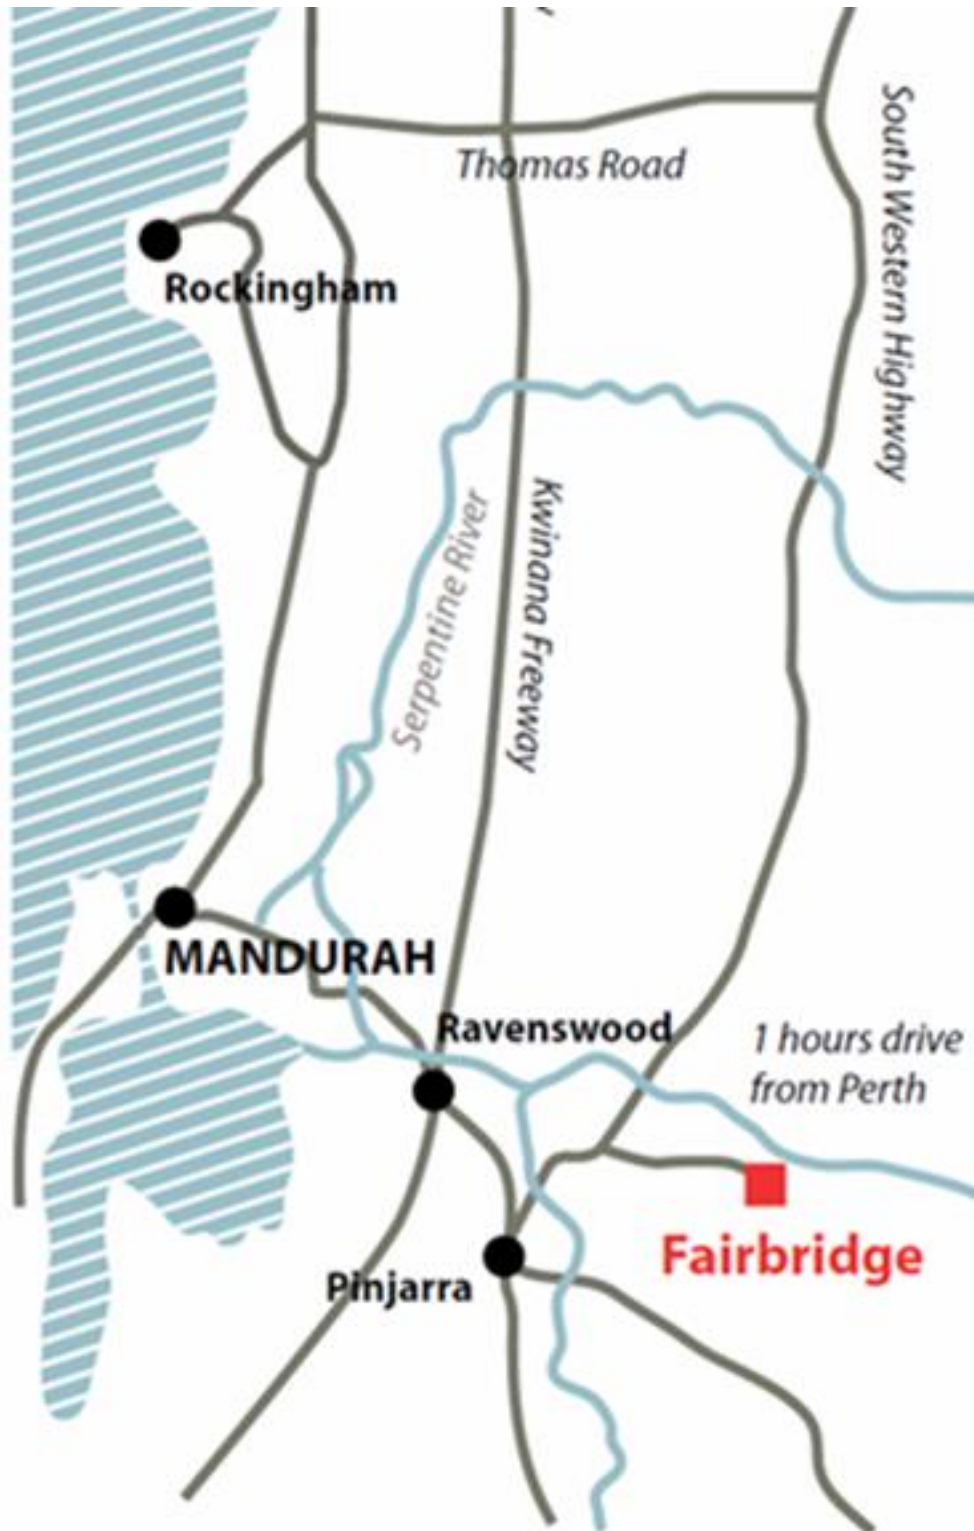 Thomas Road
South Western Highway
Rockingham
Kwinana Freeway
Serpentine River
MANDURAH
Ravenswood
1 hours drive
from Perth
Fairbridge
Pinjarra